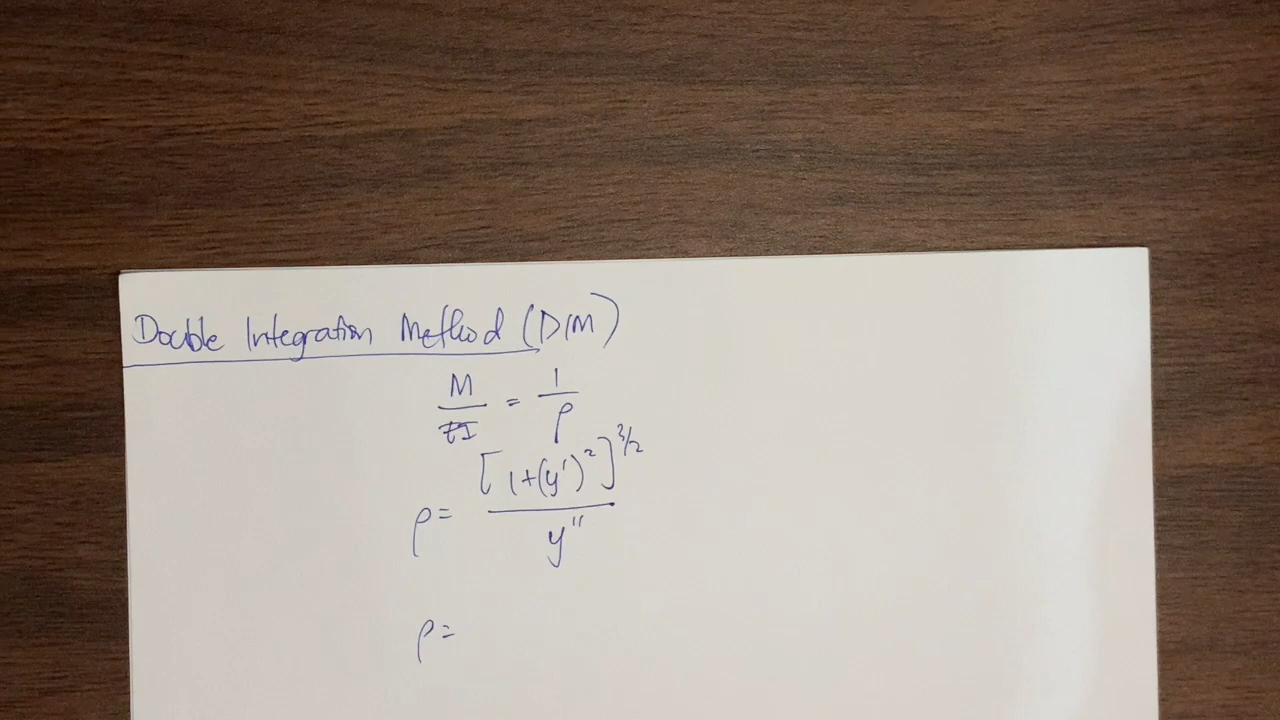 Double Integration Method (DIM)
M/EI = 1/ρ
ρ = [1+(y')²]^3/2 / y''
ρ =